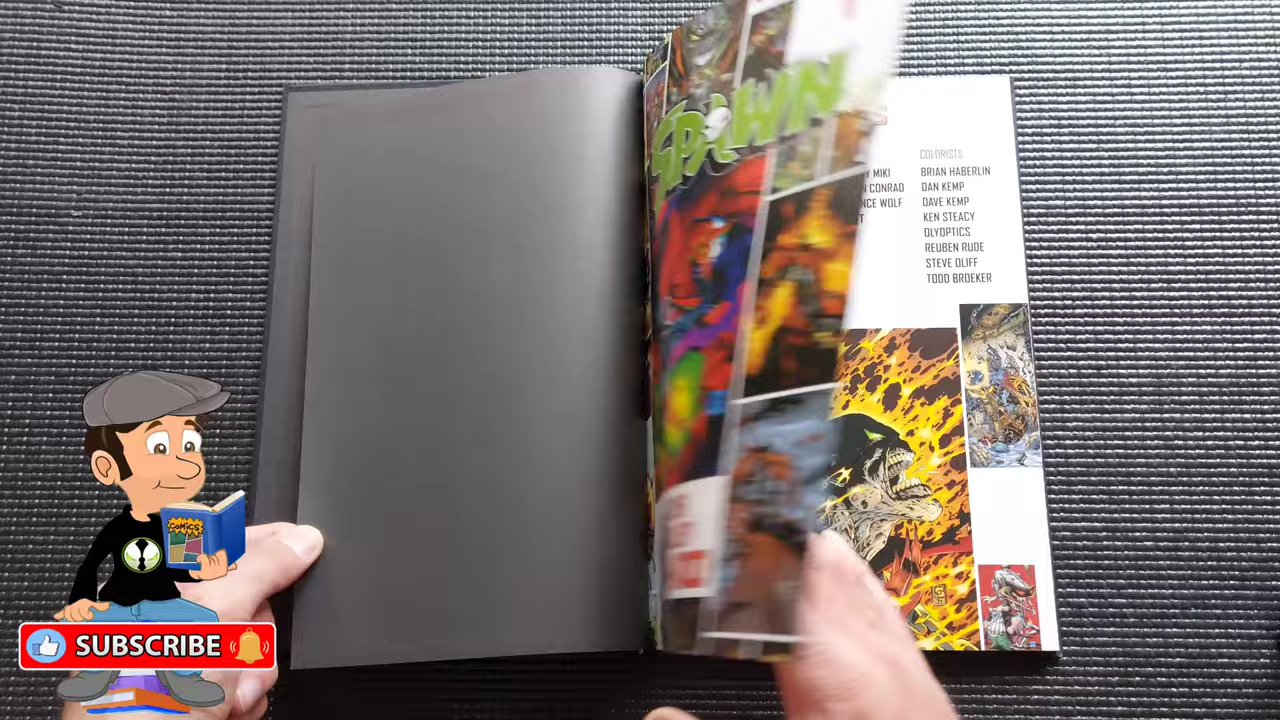 SPAWN
COLORISTS
MIKI
BRIAN HABERLIN
CONRAD
DAN KEMP
WOLF
DAVE KEMP
KEN STEACY
OLYOPTICS
REUBEN RUDE
STEVE OLIFF
TODD BROEKER
COMICS
SUBSCRIBE